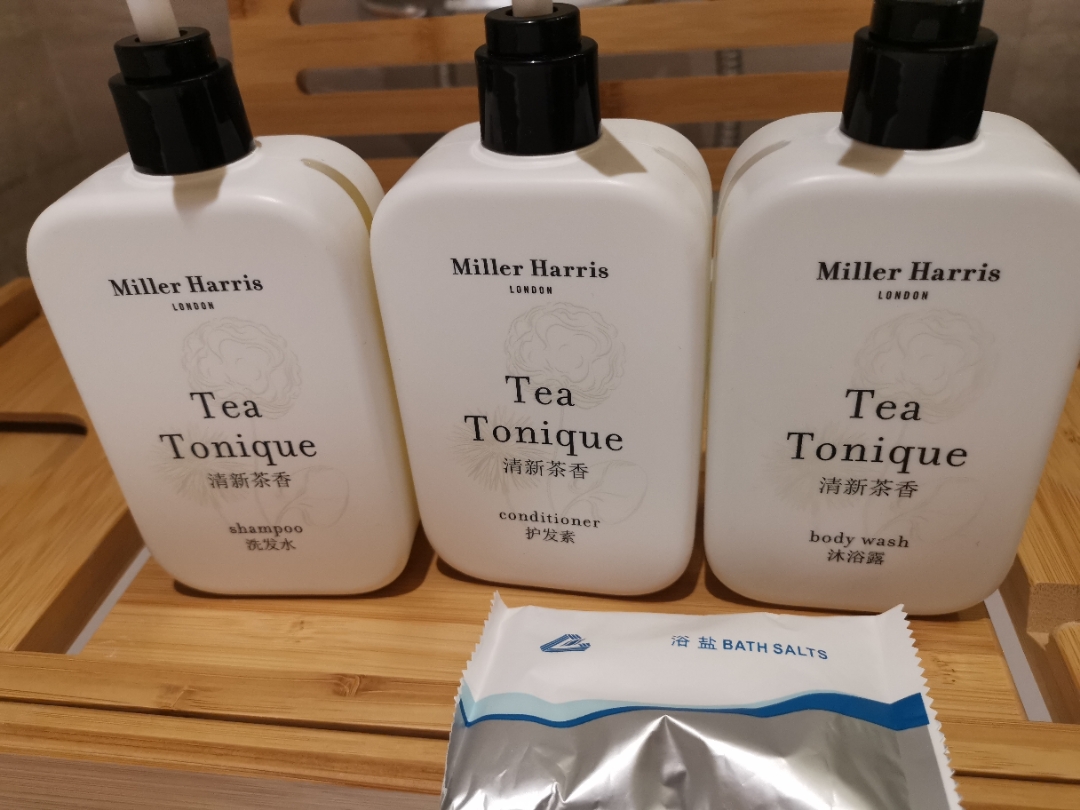 Miller Harris
LONDON
Tea
Tonique
清新茶香
shampoo
洗发水
Miller Harris
LONDON
Tea
Tonique
清新茶香
conditioner
护发素
Miller Harris
LONDON
Tea
Tonique
清新茶香
body wash
沐浴露
浴盐 BATH SALTS